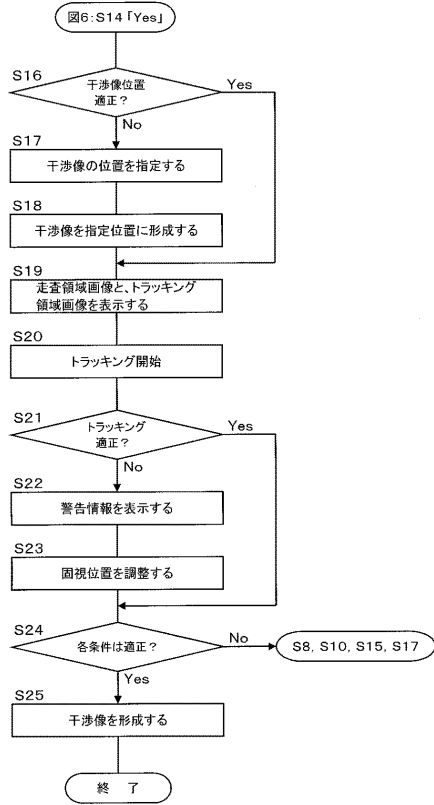 図6:S14「Yes」
S16
干渉像位置
適正?
Yes
No
S17
干渉像の位置を指定する
S18
干渉像を指定位置に形成する
S19
走査領域画像と、トラッキング
領域画像を表示する
S20
トラッキング開始
S21
トラッキング
適正?
Yes
No
S22
警告情報を表示する
S23
固視位置を調整する
S24
各条件は適正?
No
S8, S10, S15, S17
Yes
S25
干渉像を形成する
終 了